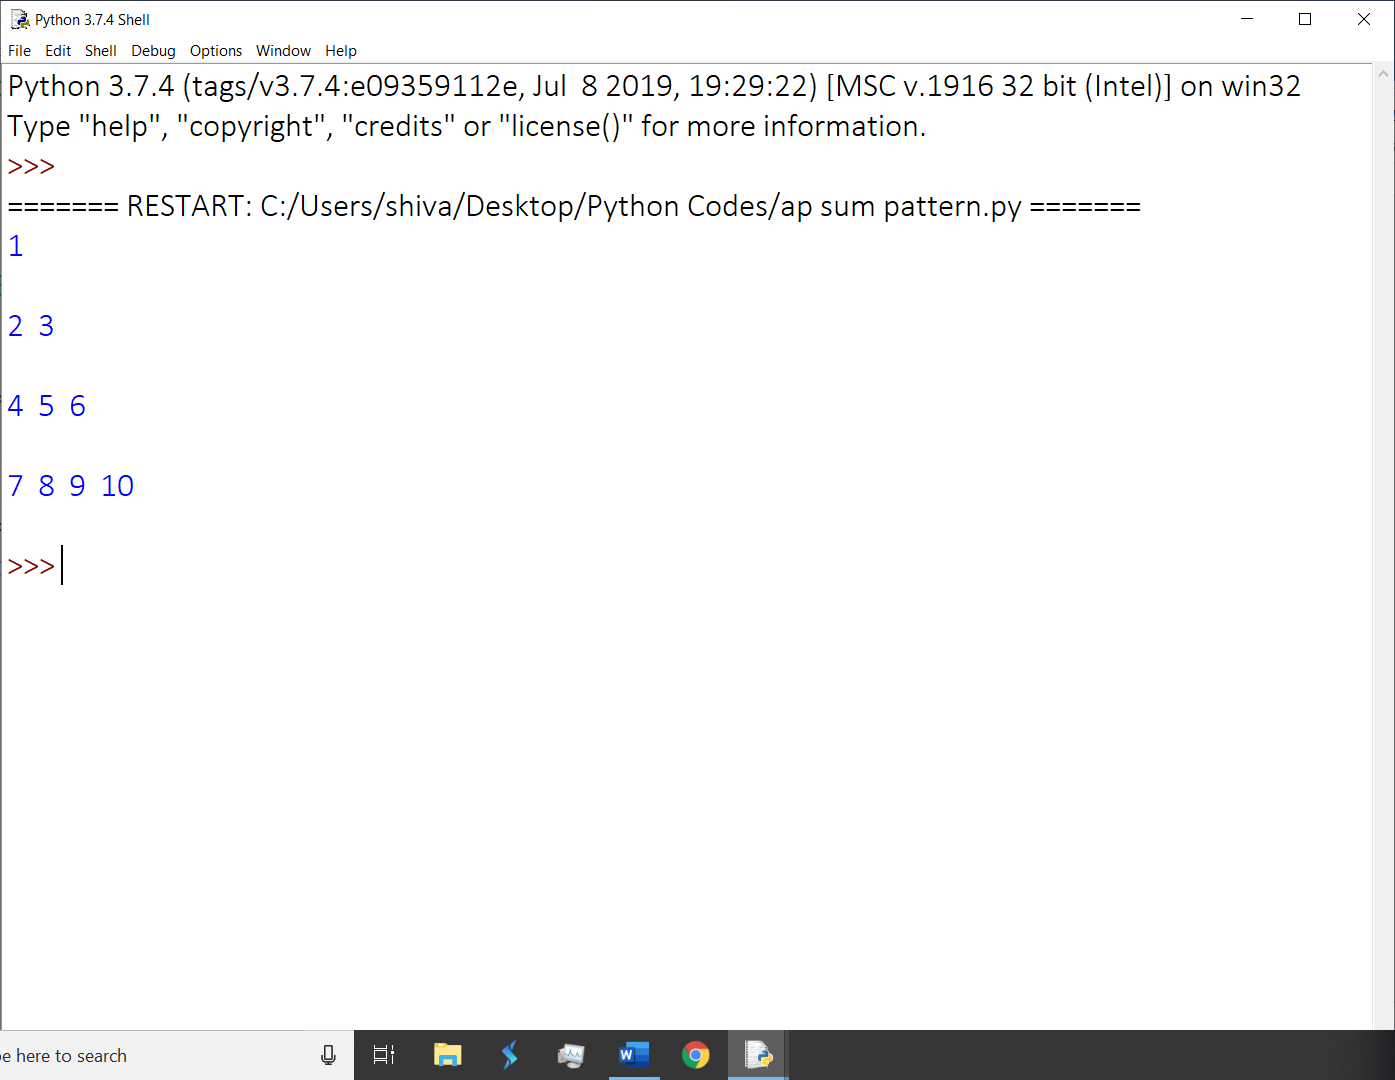 Python 3.7.4 Shell
File Edit Shell Debug Options Window Help
Python 3.7.4 (tags/v3.7.4:e09359112e, Jul  8 2019, 19:29:22) [MSC v.1916 32 bit (Intel)] on win32
Type "help", "copyright", "credits" or "license()" for more information.
>>>
======= RESTART: C:/Users/shiva/Desktop/Python Codes/ap sum pattern.py =======
1
2 3
4 5 6
7 8 9 10
>>>
e here to search